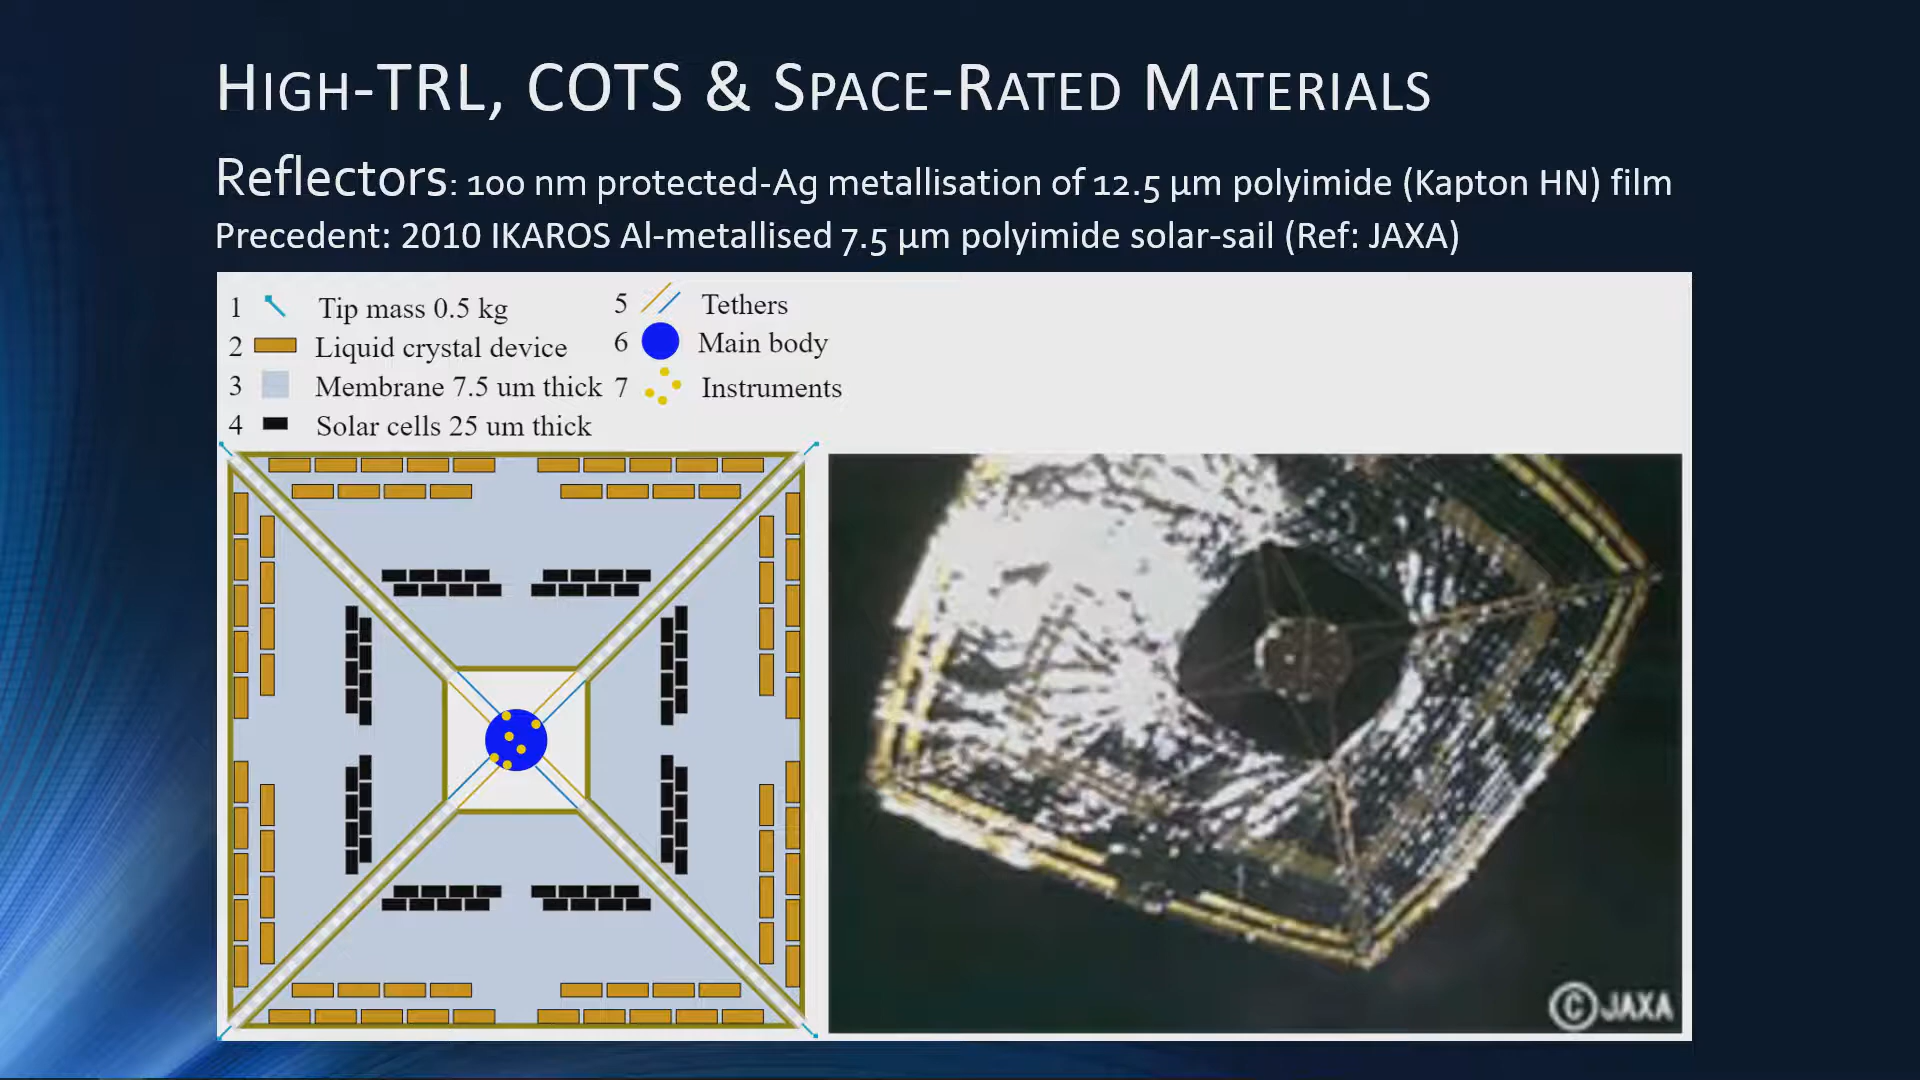 HIGH-TRL, COTS & SPACE-RATED MATERIALS
Reflectors: 100 nm protected-Ag metallisation of 12.5 µm polyimide (Kapton HN) film
Precedent: 2010 IKAROS Al-metallised 7.5 µm polyimide solar-sail (Ref: JAXA)
1 Tip mass 0.5 kg
2 Liquid crystal device
3 Membrane 7.5 um thick
4 Solar cells 25 um thick
5 Tethers
6 Main body
7 Instruments
©JAXA